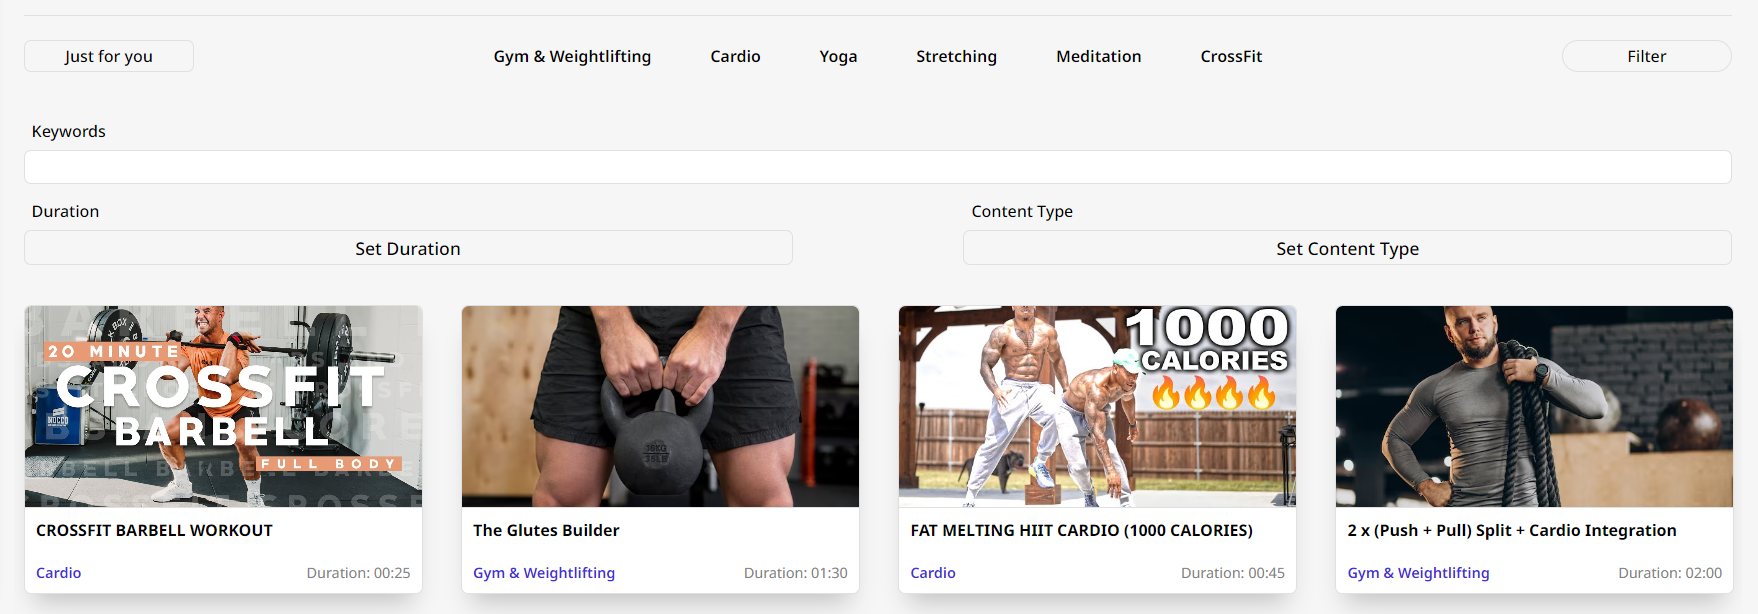 Just for you
Gym & Weightlifting
Cardio
Yoga
Stretching
Meditation
CrossFit
Filter
Keywords
Duration
Content Type
Set Duration
Set Content Type
20 MINUTE
CROSSFIT
BARBELL
FULL BODY
NOCCO
1000
CALORIES
🔥🔥🔥🔥
CROSSFIT BARBELL WORKOUT
Cardio
Duration: 00:25
The Glutes Builder
Gym & Weightlifting
Duration: 01:30
FAT MELTING HIIT CARDIO (1000 CALORIES)
Cardio
Duration: 00:45
2 x (Push + Pull) Split + Cardio Integration
Gym & Weightlifting
Duration: 02:00